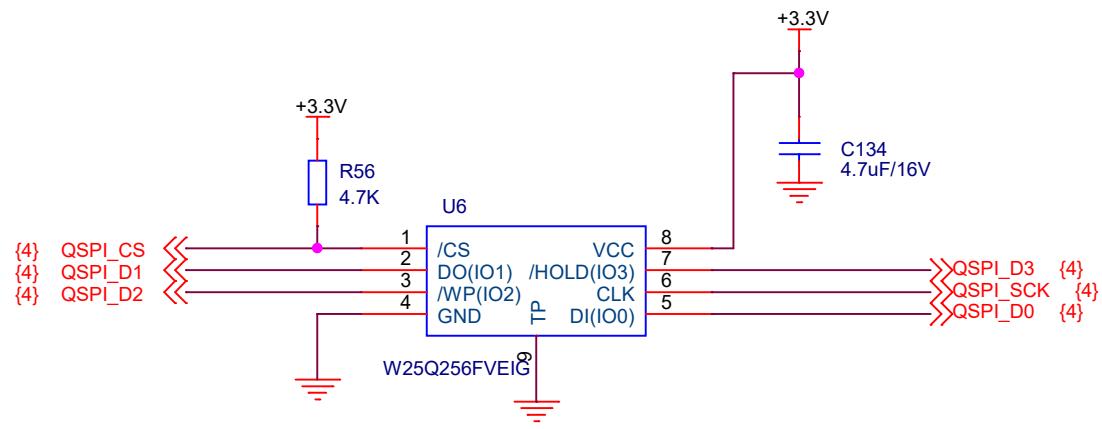 +3.3V
+3.3V
R56
4.7K
C134
4.7uF/16V
U6
{4} QSPI_CS 1 /CS VCC 8
{4} QSPI_D1 2 DO(IO1) /HOLD(IO3) 7 QSPI_D3 {4}
{4} QSPI_D2 3 /WP(IO2) CLK 6 QSPI_SCK {4}
4 GND TP DI(IO0) 5 QSPI_D0 {4}
W25Q256FVEIG 9